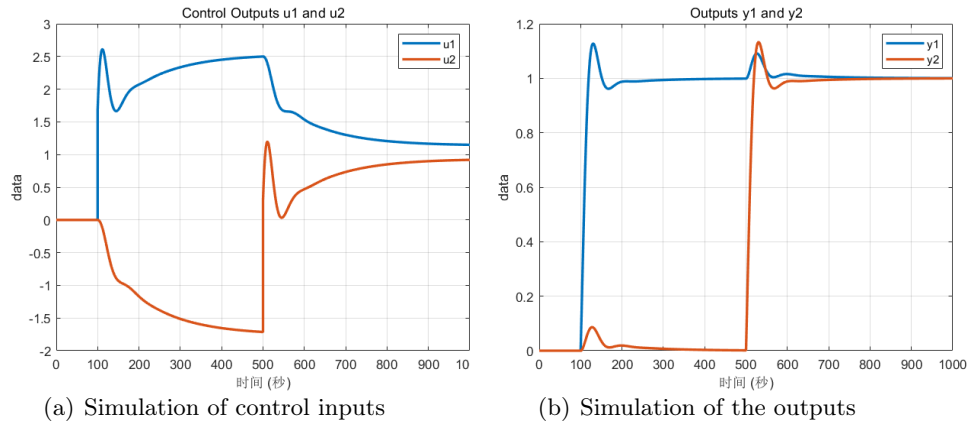 Control Outputs u1 and u2
3
2.5
2
1.5
1
0.5
0
-0.5
-1
-1.5
-2
data
u1
u2
0 100 200 300 400 500 600 700 800 900 1000
时间 (秒)
(a) Simulation of control inputs
Outputs y1 and y2
1.2
1
0.8
0.6
0.4
0.2
0
data
y1
y2
0 100 200 300 400 500 600 700 800 900 1000
时间 (秒)
(b) Simulation of the outputs